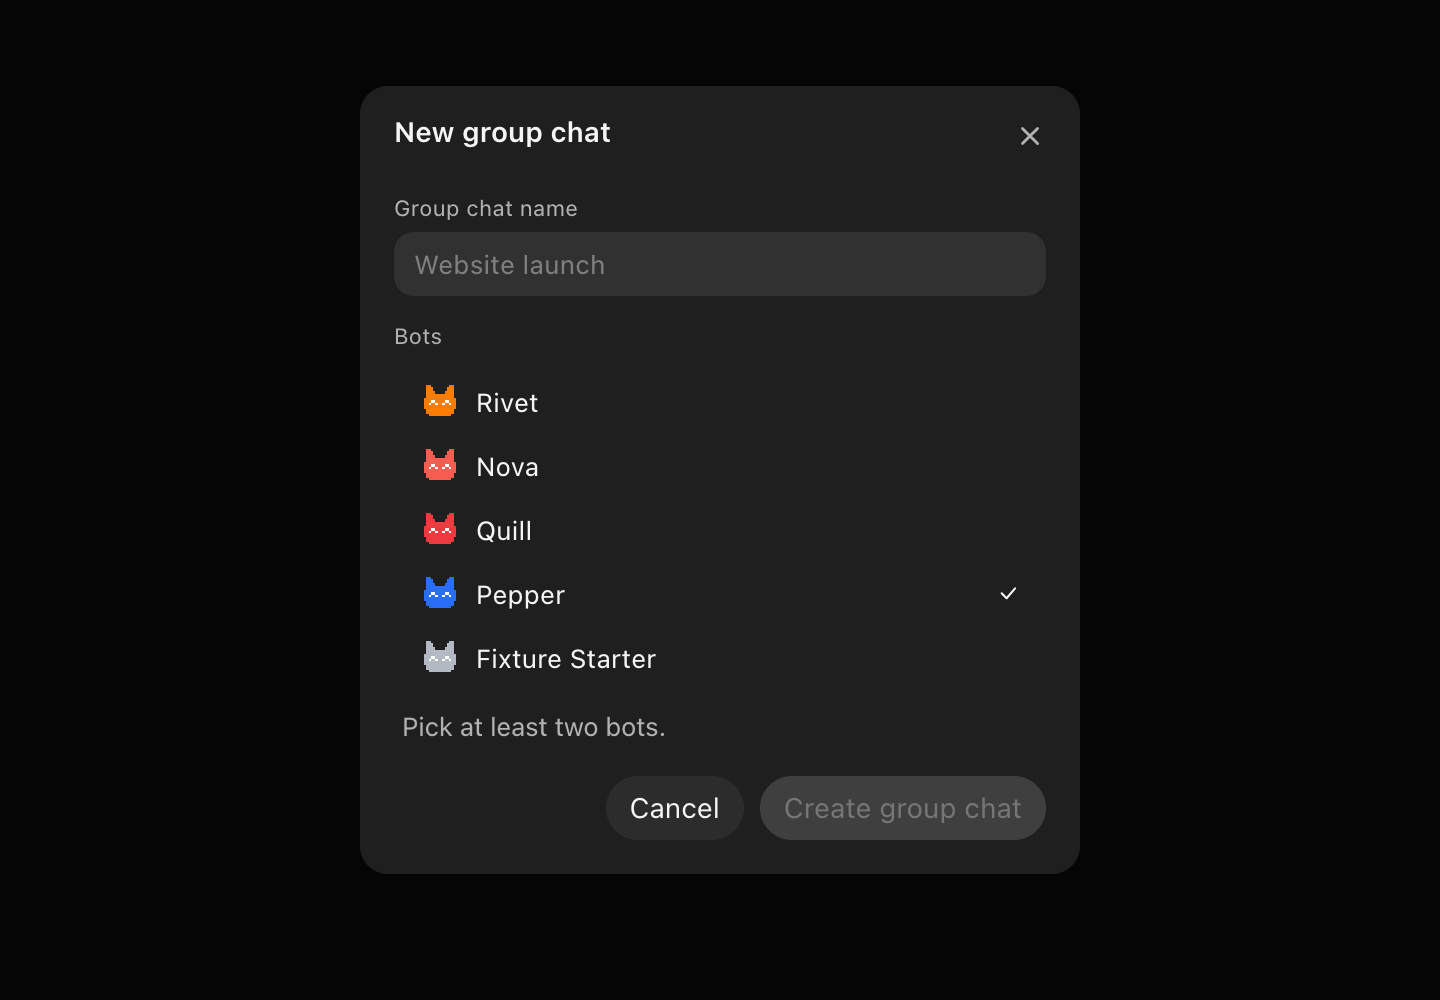 New group chat
Group chat name
Website launch
Bots
Rivet
Nova
Quill
Pepper
Fixture Starter
Pick at least two bots.
Cancel
Create group chat